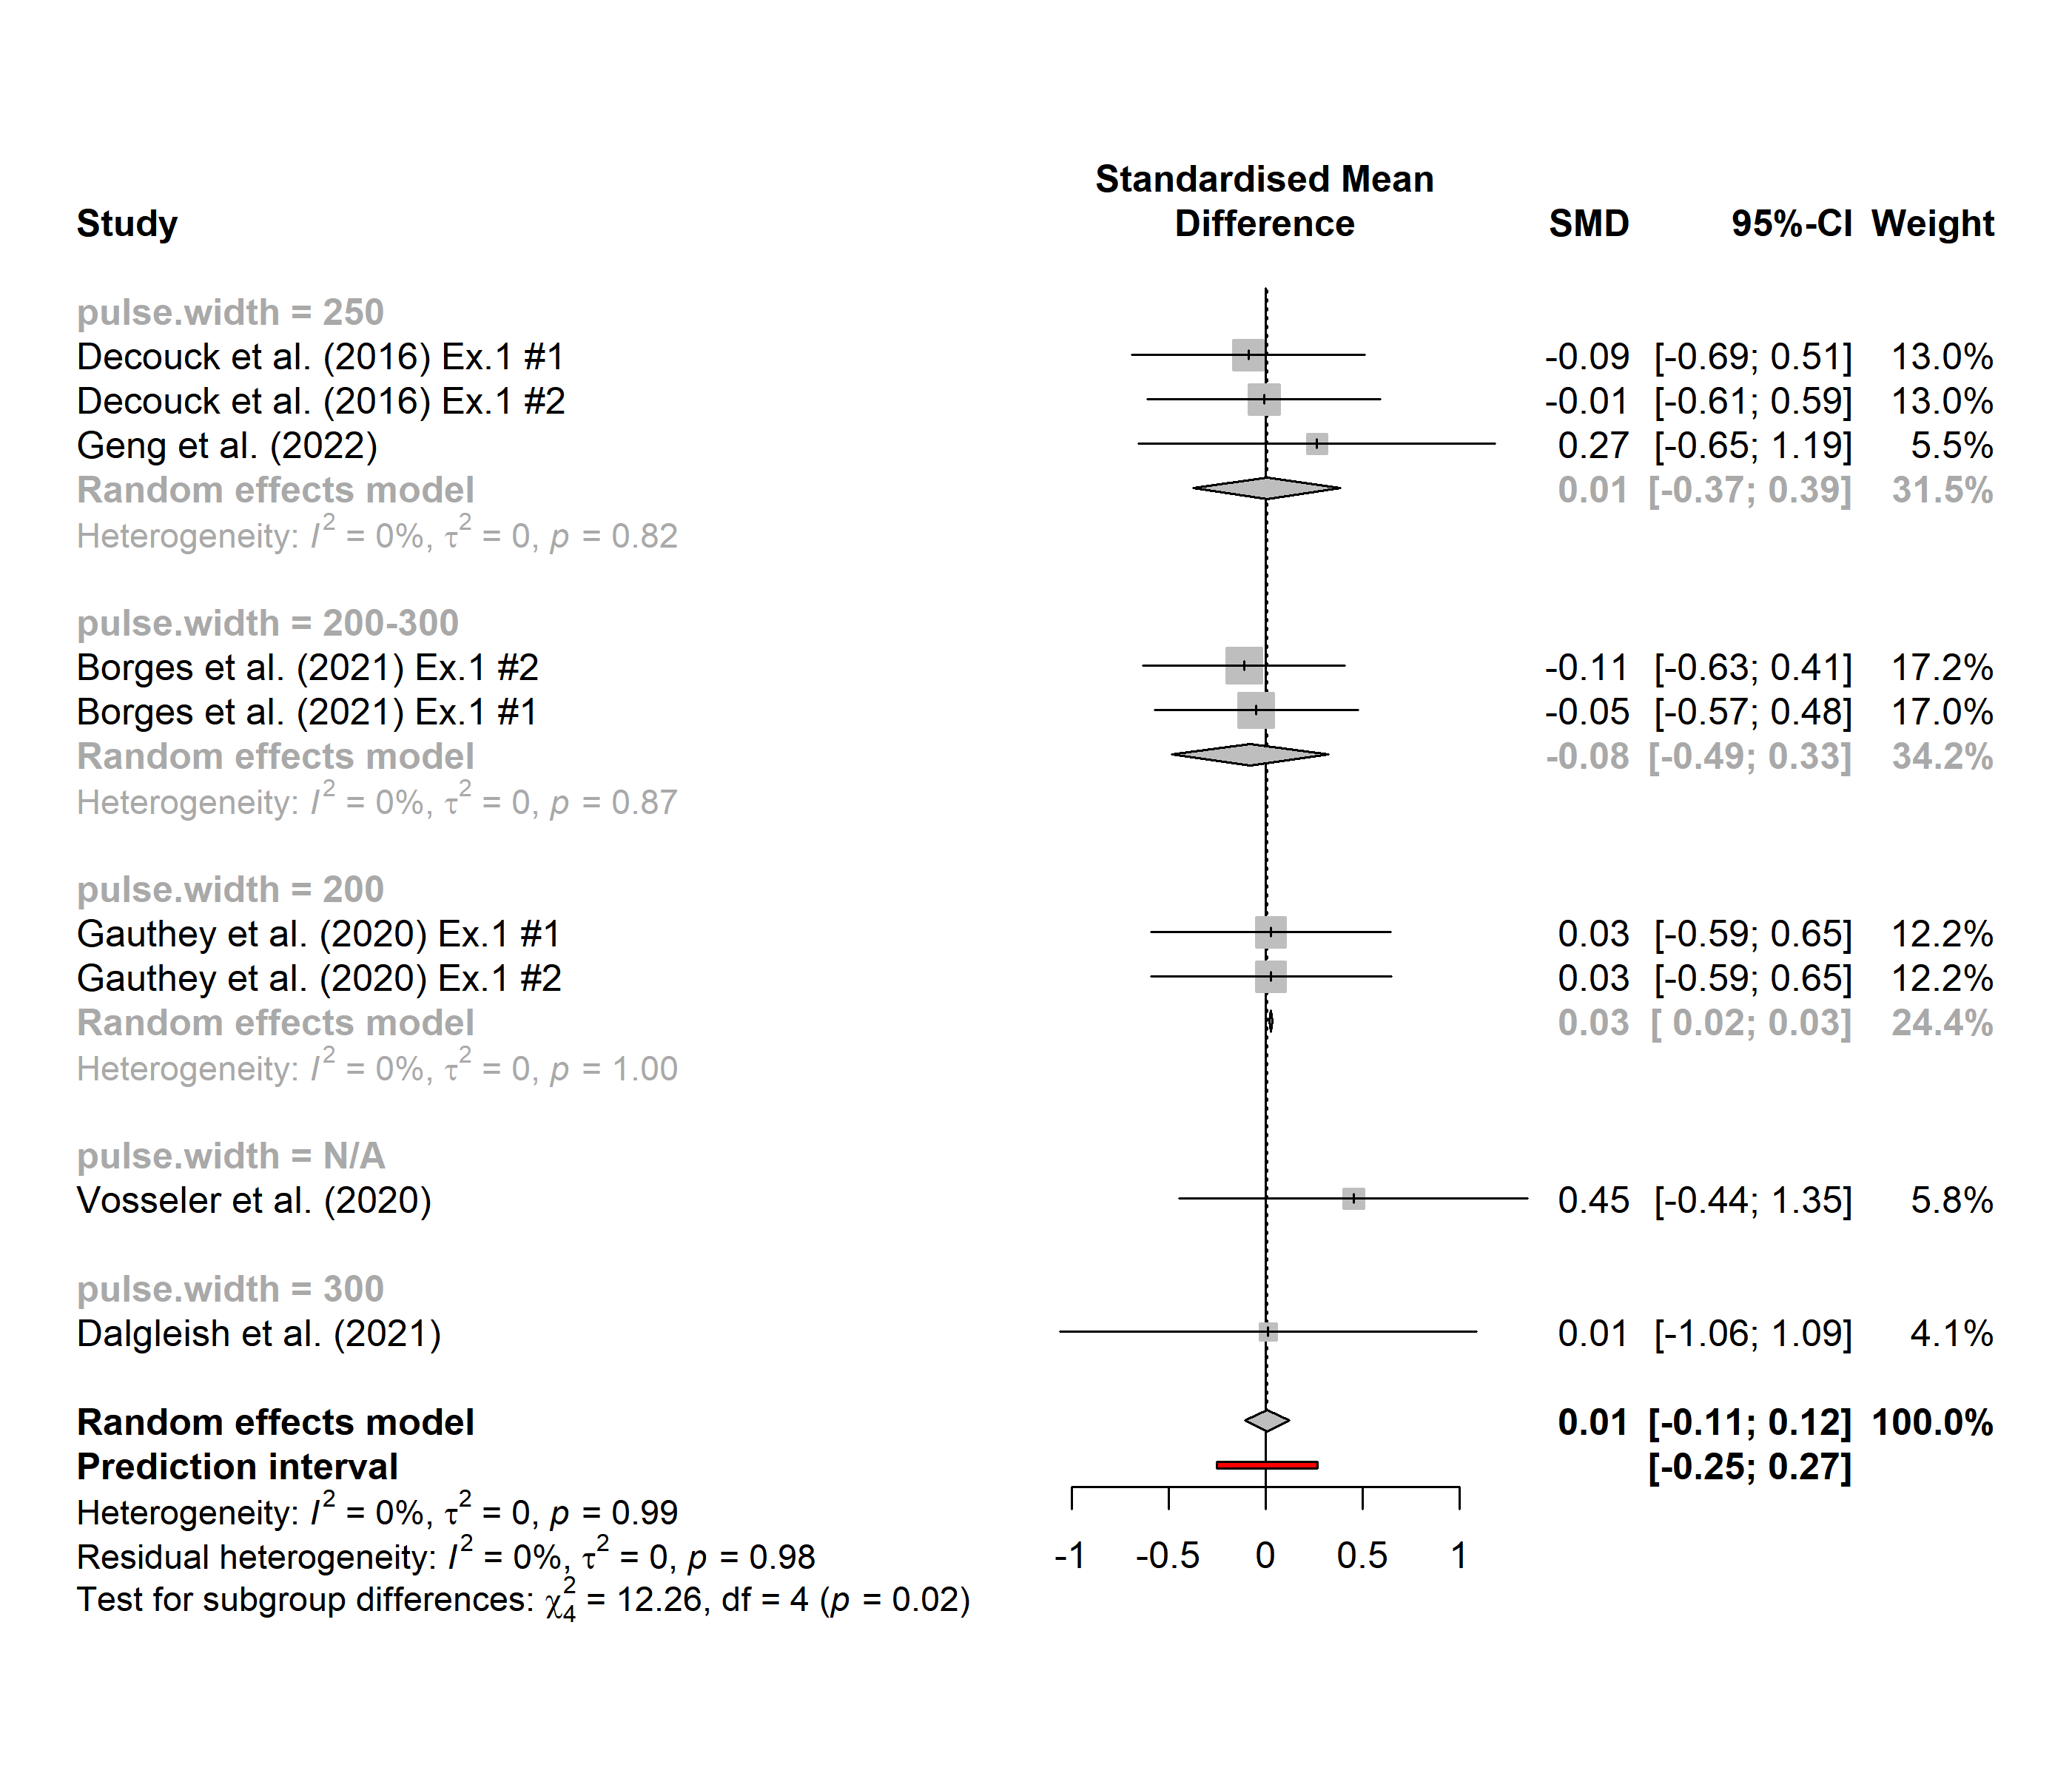 Standardised Mean
Study Difference SMD 95%-CI Weight
pulse.width = 250
Decouck et al. (2016) Ex.1 #1 -0.09 [-0.69; 0.51] 13.0%
Decouck et al. (2016) Ex.1 #2 -0.01 [-0.61; 0.59] 13.0%
Geng et al. (2022) 0.27 [-0.65; 1.19] 5.5%
Random effects model 0.01 [-0.37; 0.39] 31.5%
Heterogeneity: I² = 0%, τ² = 0, p = 0.82
pulse.width = 200-300
Borges et al. (2021) Ex.1 #2 -0.11 [-0.63; 0.41] 17.2%
Borges et al. (2021) Ex.1 #1 -0.05 [-0.57; 0.48] 17.0%
Random effects model -0.08 [-0.49; 0.33] 34.2%
Heterogeneity: I² = 0%, τ² = 0, p = 0.87
pulse.width = 200
Gauthey et al. (2020) Ex.1 #1 0.03 [-0.59; 0.65] 12.2%
Gauthey et al. (2020) Ex.1 #2 0.03 [-0.59; 0.65] 12.2%
Random effects model 0.03 [ 0.02; 0.03] 24.4%
Heterogeneity: I² = 0%, τ² = 0, p = 1.00
pulse.width = N/A
Vosseler et al. (2020) 0.45 [-0.44; 1.35] 5.8%
pulse.width = 300
Dalgleish et al. (2021) 0.01 [-1.06; 1.09] 4.1%
Random effects model 0.01 [-0.11; 0.12] 100.0%
Prediction interval [-0.25; 0.27]
Heterogeneity: I² = 0%, τ² = 0, p = 0.99
Residual heterogeneity: I² = 0%, τ² = 0, p = 0.98
-1 -0.5 0 0.5 1
Test for subgroup differences: χ²₄ = 12.26, df = 4 (p = 0.02)